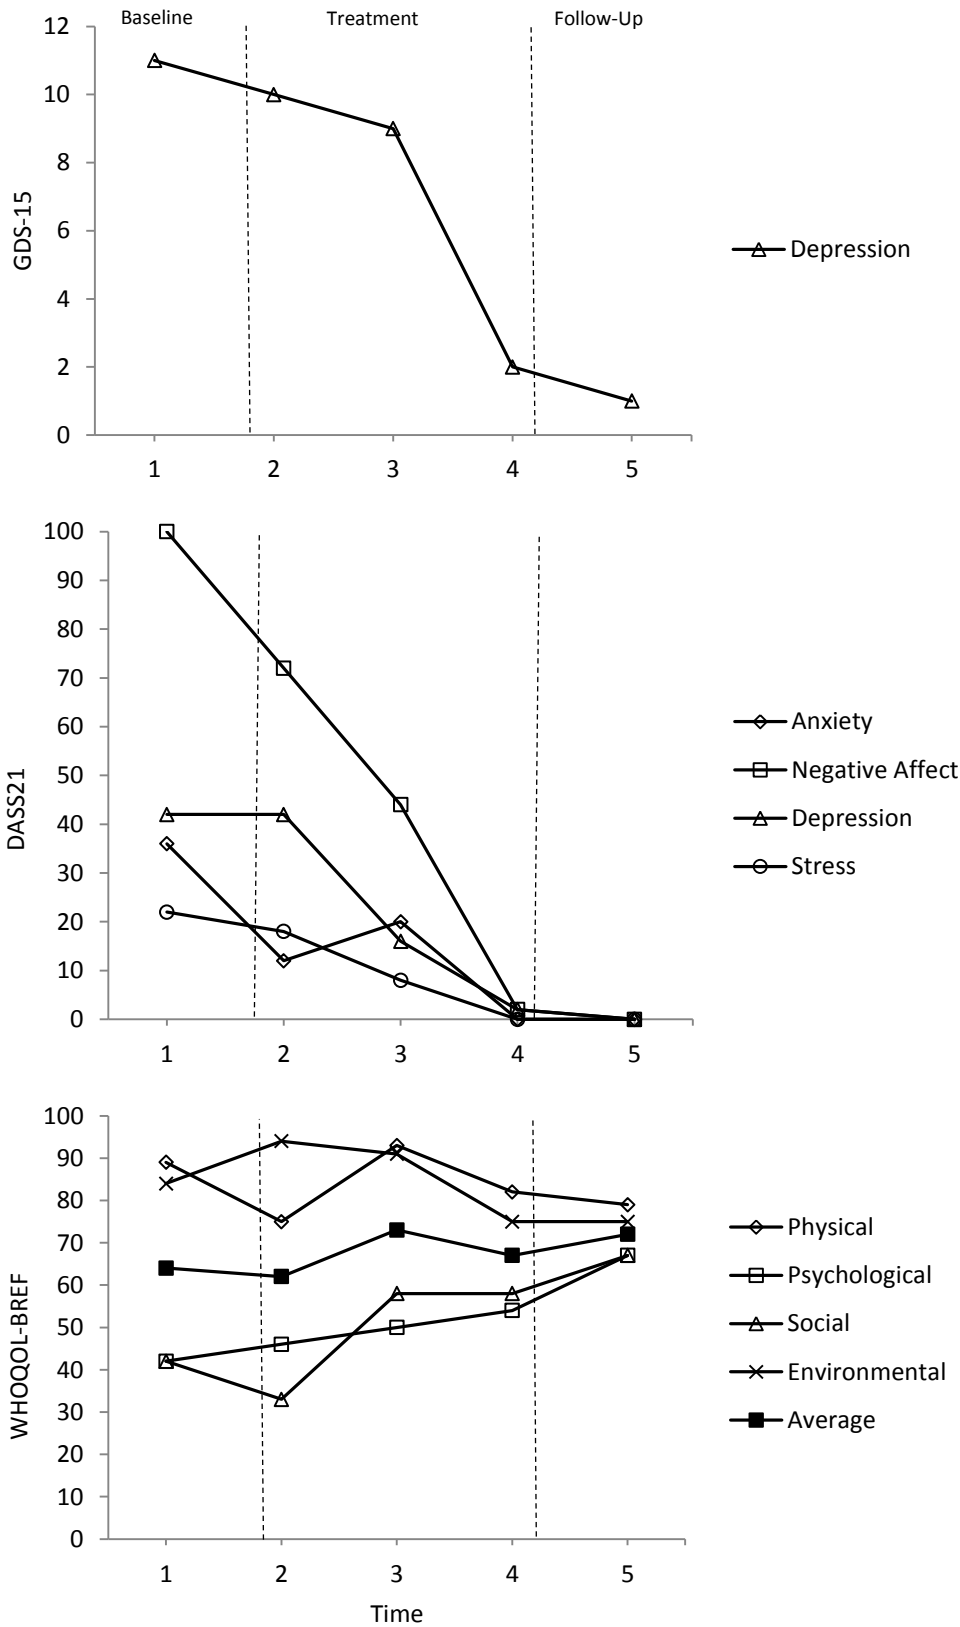 Baseline
Treatment
Follow-Up
12
10
8
6
4
2
0
GDS-15
1 2 3 4 5
Depression
100
90
80
70
60
50
40
30
20
10
0
DASS21
1 2 3 4 5
Anxiety
Negative Affect
Depression
Stress
100
90
80
70
60
50
40
30
20
10
0
WHOQOL-BREF
1 2 3 4 5
Time
Physical
Psychological
Social
Environmental
Average